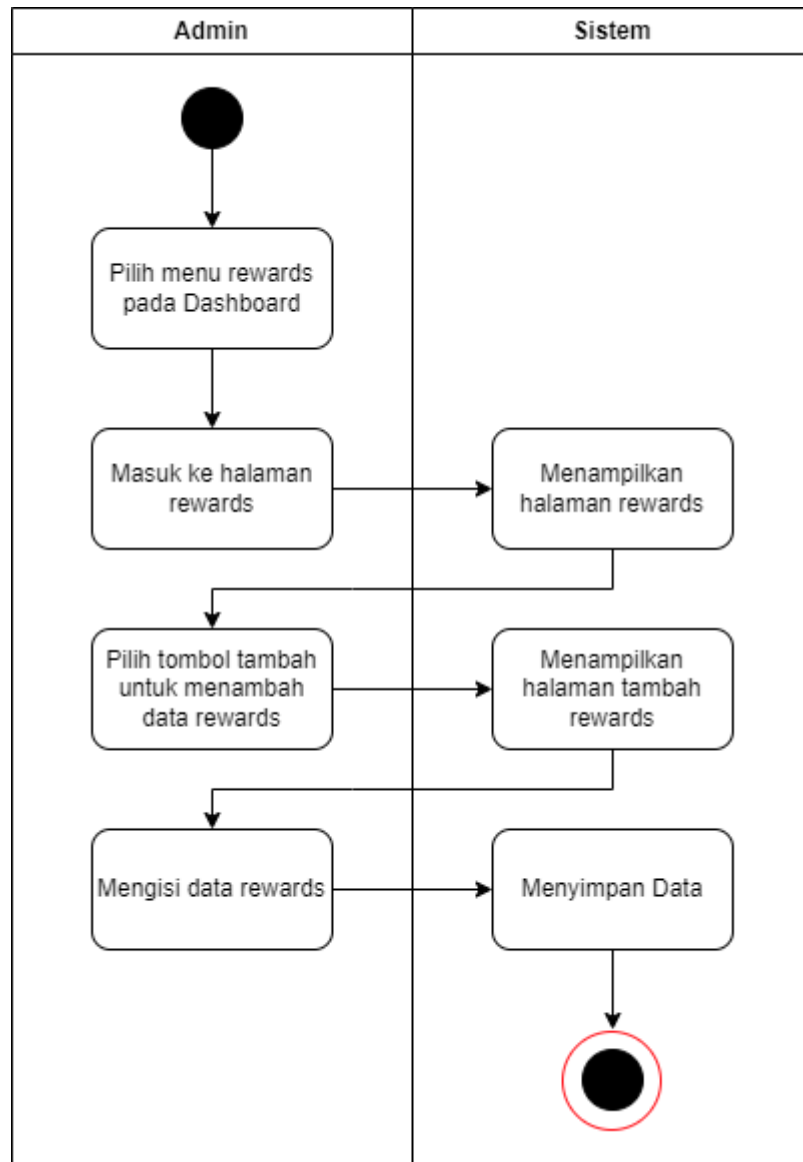 Admin
Sistem
Pilih menu rewards
pada Dashboard
Masuk ke halaman
rewards
Menampilkan
halaman rewards
Pilih tombol tambah
untuk menambah
data rewards
Menampilkan
halaman tambah
rewards
Mengisi data rewards
Menyimpan Data